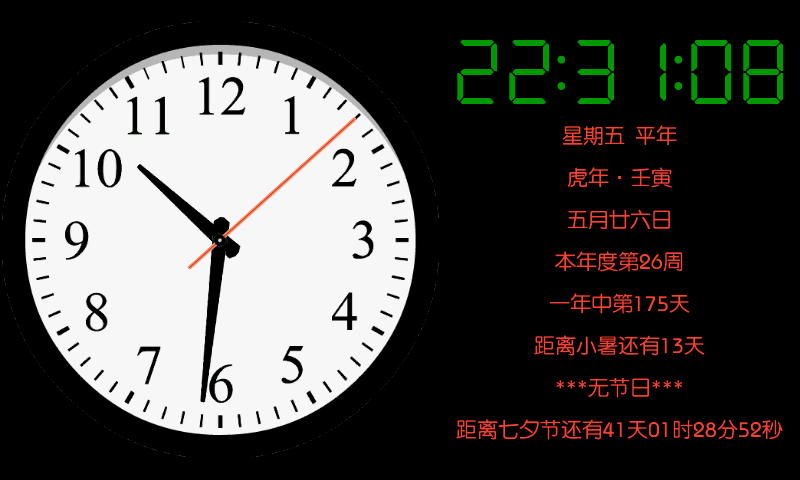 12
1
2
3
4
5
6
7
8
9
10
11
22:31:08
星期五 平年
虎年·壬寅
五月廿六日
本年度第26周
一年中第175天
距离小暑还有13天
***无节日***
距离七夕节还有41天01时28分52秒